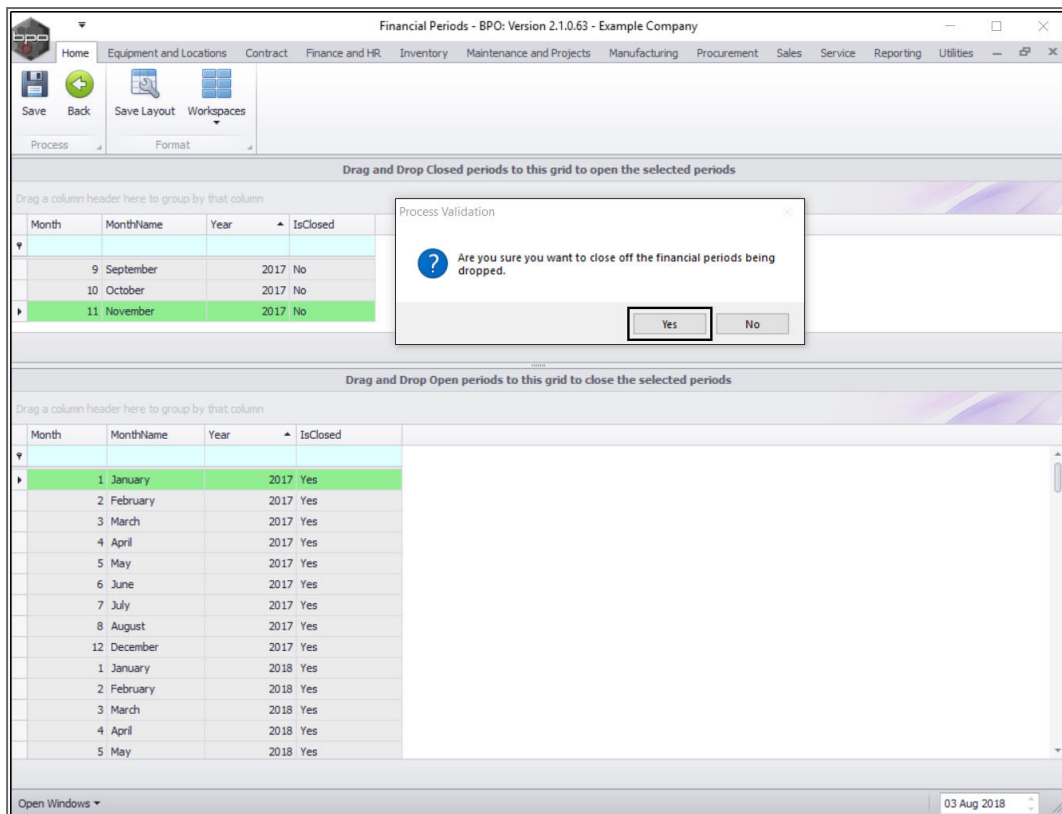 Financial Periods - BPO: Version 2.1.0.63 - Example Company
bpo
Home Equipment and Locations Contract Finance and HR Inventory Maintenance and Projects Manufacturing Procurement Sales Service Reporting Utilities
Save Back Save Layout Workspaces
Process Format
Drag and Drop Closed periods to this grid to open the selected periods
Drag a column header here to group by that column
Month MonthName Year IsClosed
9 September 2017 No
10 October 2017 No
11 November 2017 No
Process Validation
?
Are you sure you want to close off the financial periods being
dropped.
Yes No
Drag and Drop Open periods to this grid to close the selected periods
Drag a column header here to group by that column
Month MonthName Year IsClosed
1 January 2017 Yes
2 February 2017 Yes
3 March 2017 Yes
4 April 2017 Yes
5 May 2017 Yes
6 June 2017 Yes
7 July 2017 Yes
8 August 2017 Yes
12 December 2017 Yes
1 January 2018 Yes
2 February 2018 Yes
3 March 2018 Yes
4 April 2018 Yes
5 May 2018 Yes
Open Windows 03 Aug 2018